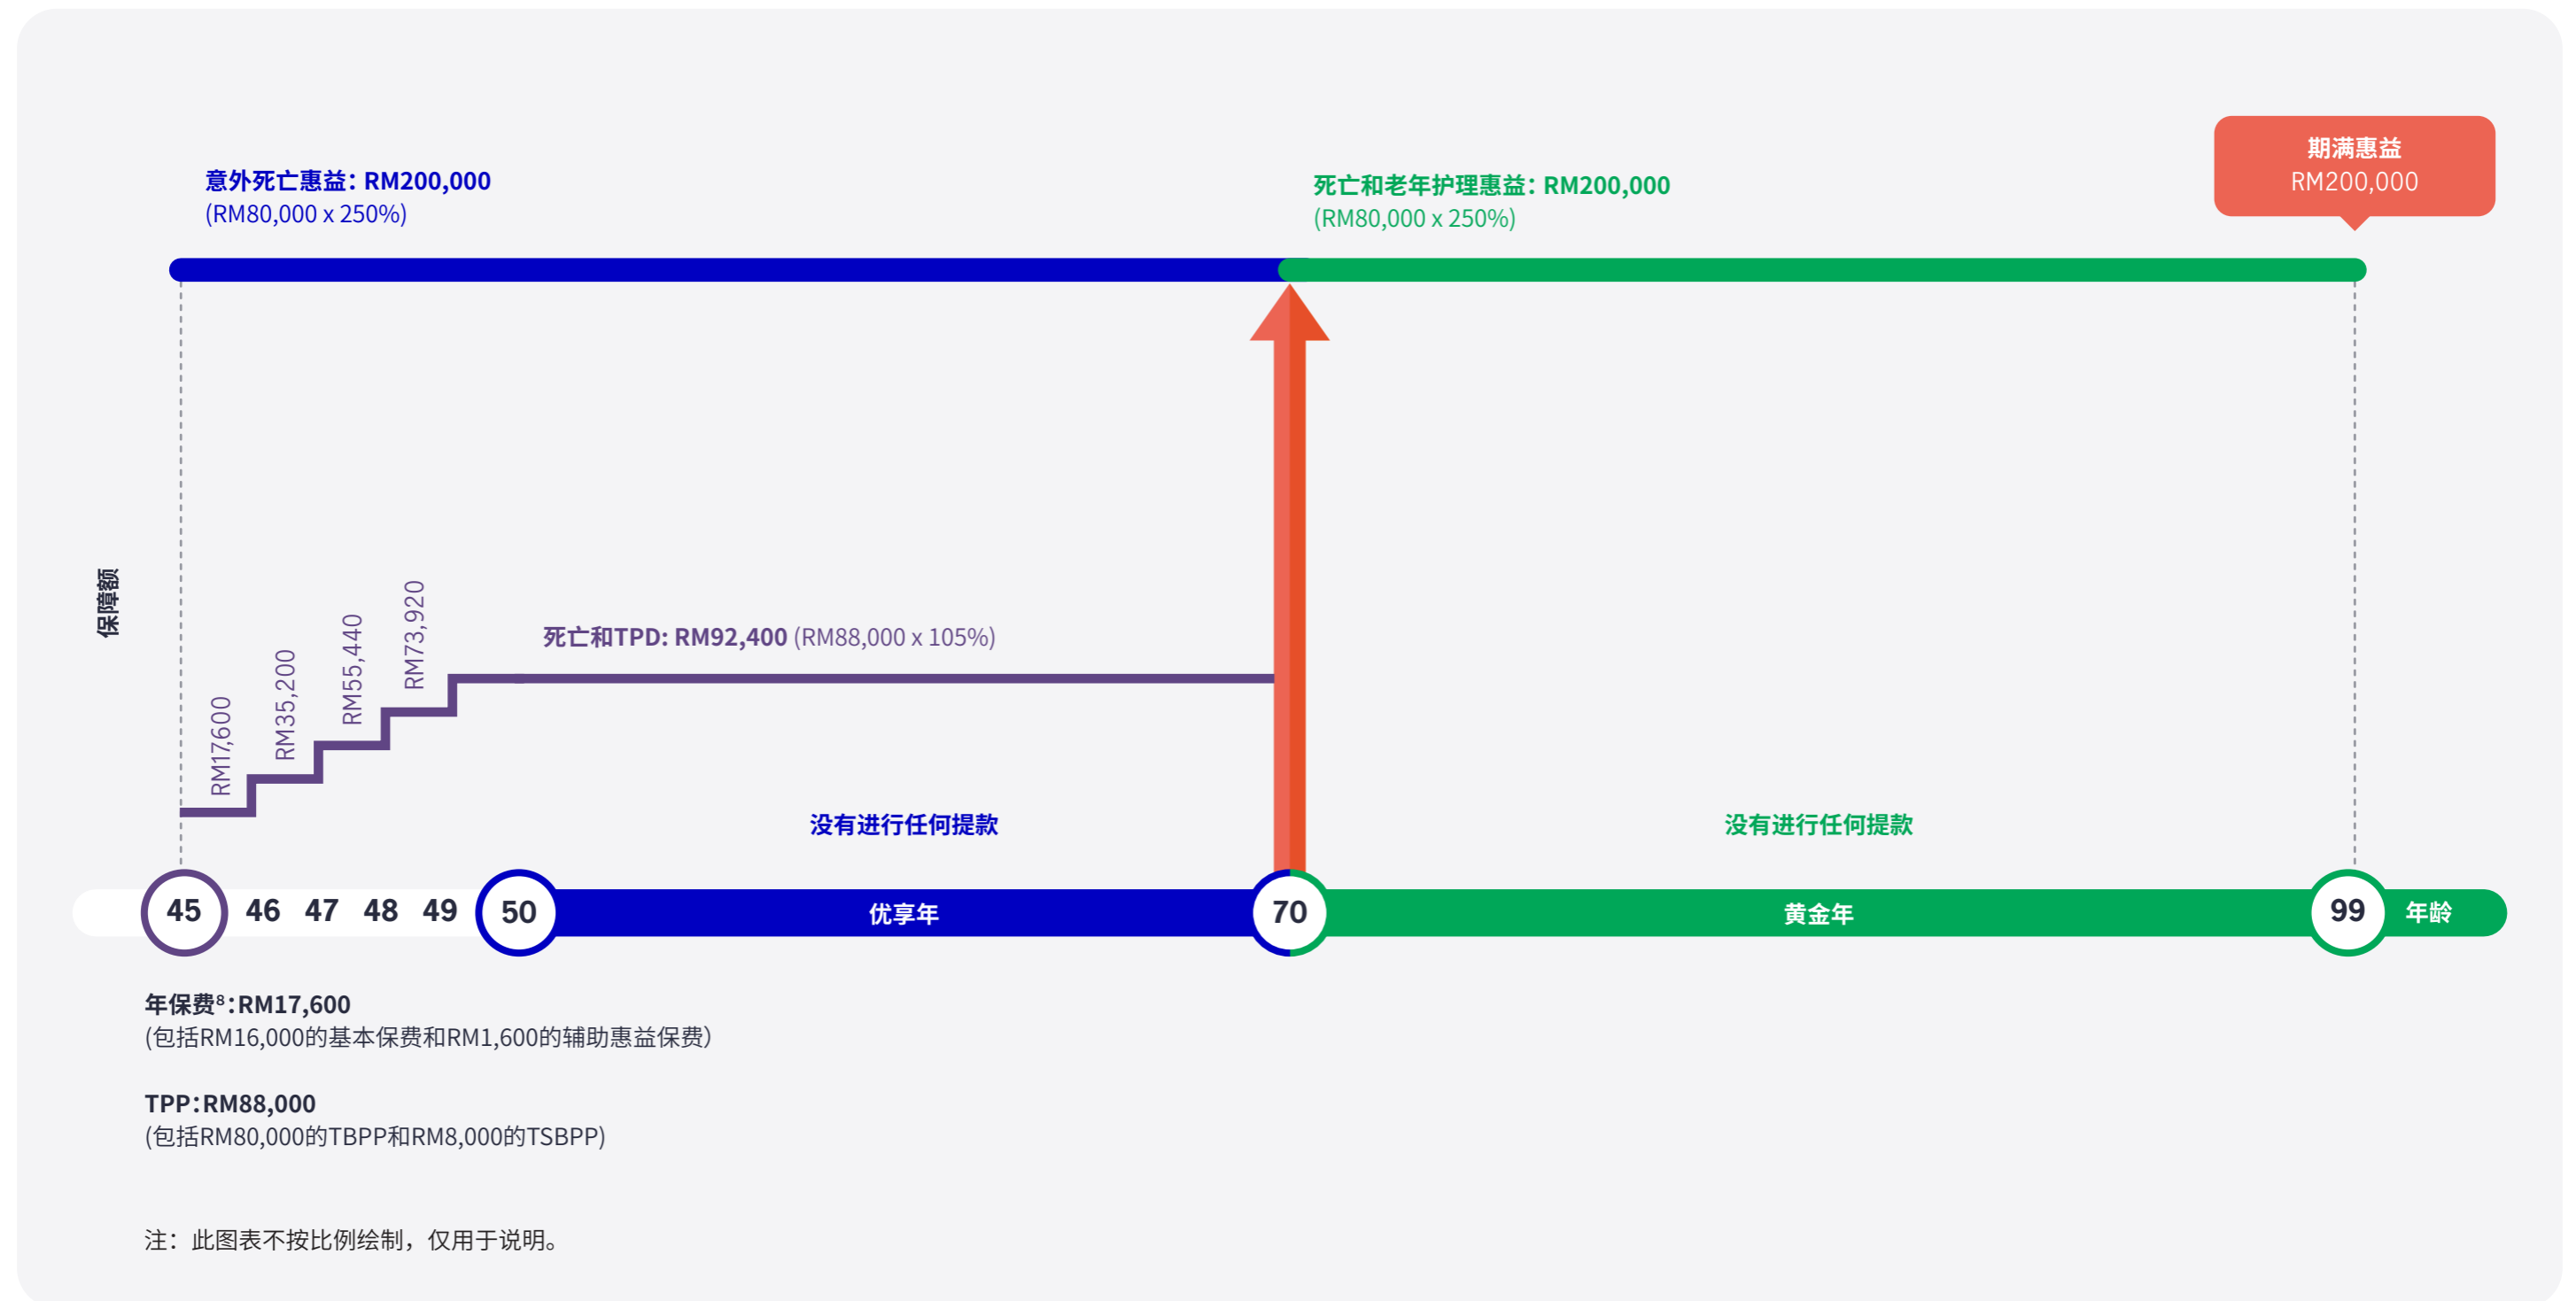 意外死亡惠益：RM200,000
(RM80,000 x 250%)
死亡和老年护理惠益：RM200,000
(RM80,000 x 250%)
期满惠益
RM200,000
保障额
RM17,600
RM35,200
RM55,440
RM73,920
死亡和TPD: RM92,400 (RM88,000 x 105%)
没有进行任何提款
没有进行任何提款
45 46 47 48 49 50 优享年 70 黄金年 99 年龄
年保费⁸：RM17,600
(包括RM16,000的基本保费和RM1,600的辅助惠益保费）
TPP：RM88,000
(包括RM80,000的TBPP和RM8,000的TSBPP)
注：此图表不按比例绘制，仅用于说明。